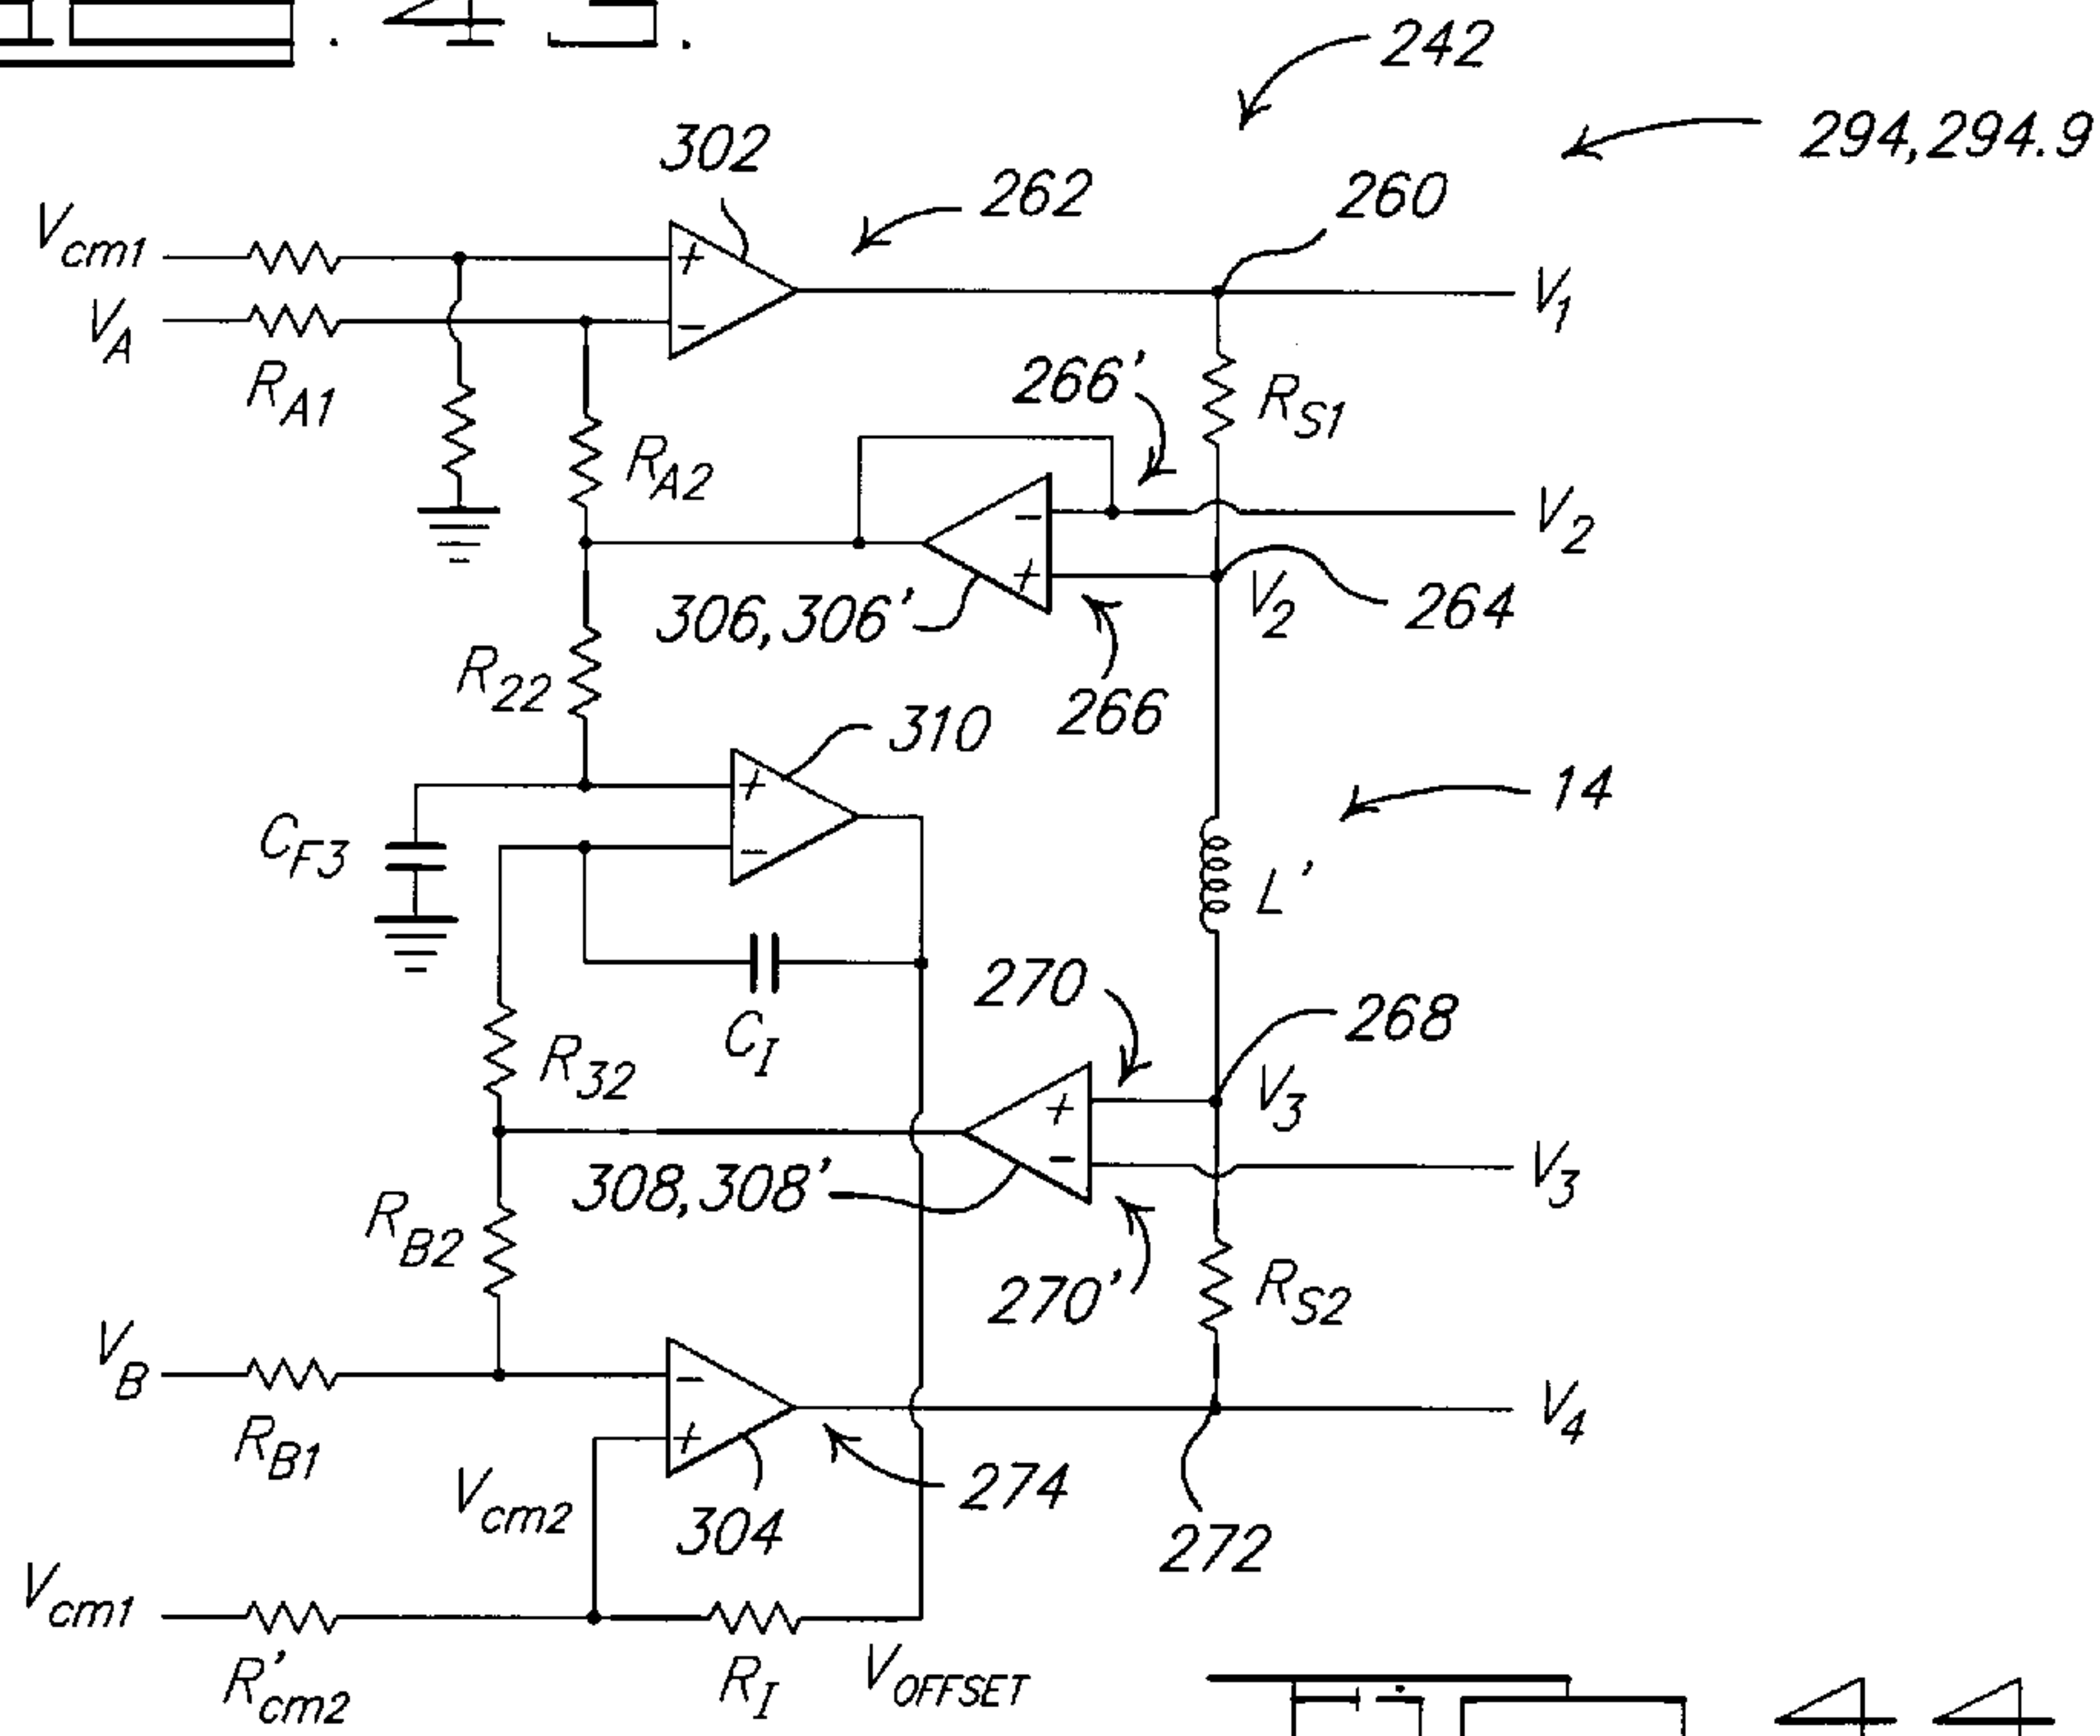 242
294,294.9
302
262
260
Vcm1
VA
V1
RA1
266'
RS1
RA2
V2
306,306'
V2
264
R22
266
310
14
CF3
L'
270
268
CI
R32
V3
308,308'
V3
RB2
270'
RS2
VB
V4
RB1
Vcm2
304
274
272
Vcm1
R'cm2
RI
VOFFSET